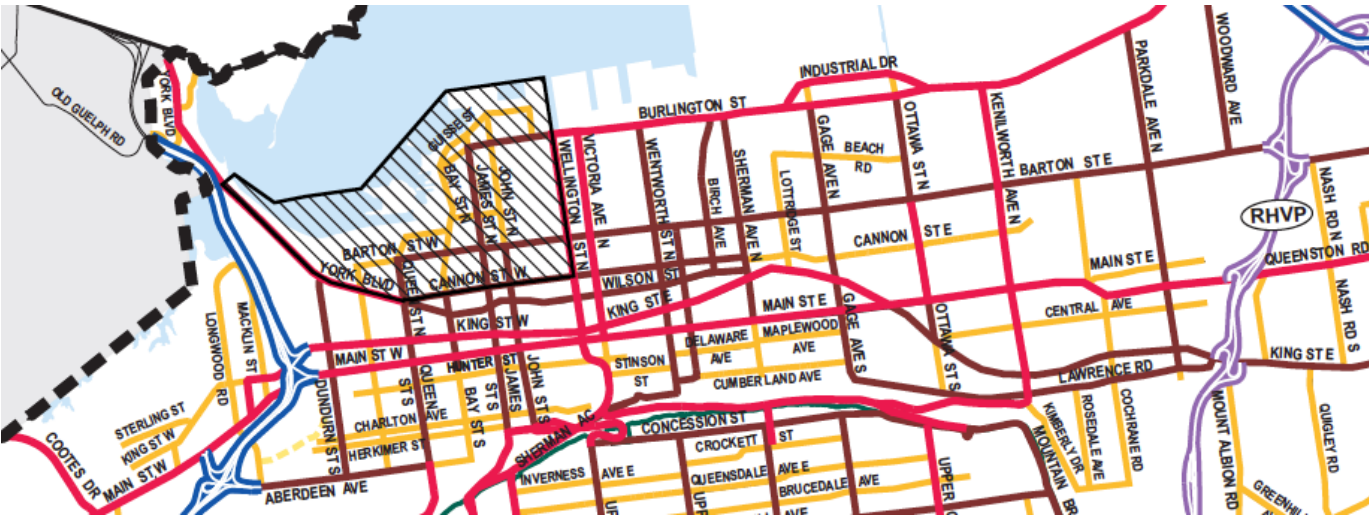 OLD GUELPH RD
YORK BLVD
GUISE ST
BAY ST N
JAMES ST N
JOHN ST N
BARTON ST W
YORK BLVD
CANNON ST W
QUEEN ST N
WELLINGTON ST N
VICTORIA AVE N
BURLINGTON ST
INDUSTRIAL DR
WENTWORTH ST N
BIRCH AVE
SHERMAN AVE N
LOTTRIDGE ST
BEACH RD
GAGE AVE N
OTTAWA ST N
KENILWORTH AVE N
BARTON ST E
PARKDALE AVE N
WOODWARD AVE
NASH RD N
RHVP
QUEENSTON RD
NASH RD S
CANNON ST E
MAIN ST E
CENTRAL AVE
WILSON ST
KING ST E
MAIN ST E
KING ST W
MAIN ST W
HUNTER ST
LONGWOOD RD
MACKLIN ST
DUNDURN ST S
ST S
QUEEN
BAY ST S
ST S
JAMES
JOHN ST S
CHARLTON AVE
HERKIMER ST
ABERDEEN AVE
STERLING ST
KING ST W
MAIN ST W
COOTES DR
STINSON ST
DELAWARE AVE
MAPLEWOOD AVE
CUMBERLAND AVE
GAGE AVE S
OTTAWA ST S
LAWRENCE RD
KING ST E
SHERMAN AC
CONCESSION ST
CROCKETT ST
INVERNESS AVE E
QUEENSDALE AVE E
BRUCEDALE AVE
AVE
UP
UPP
UPPER
KIMBERLY DR
MOUNTAIN BR
ROSEDALE AVE
COCHRANE RD
MOUNT ALBION RD
QUIGLEY RD
GREENHIL